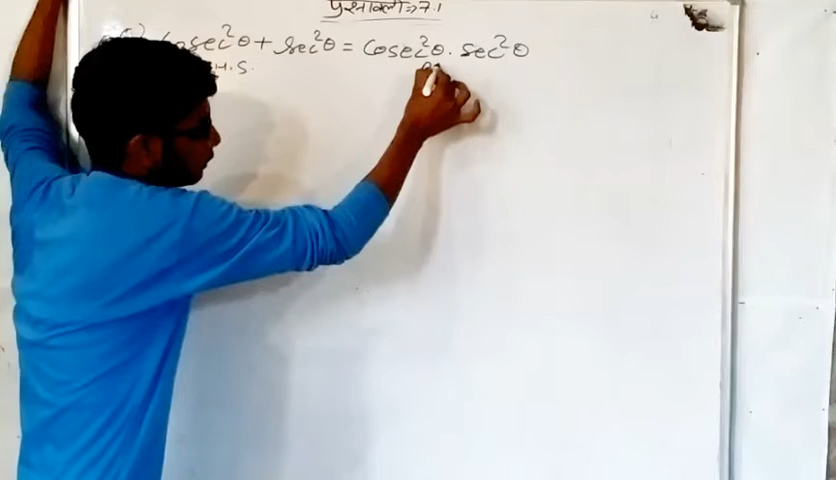 प्रश्नावली ⇒ 7.1
cosec²θ + sec²θ = cosec²θ . sec²θ
H.S.